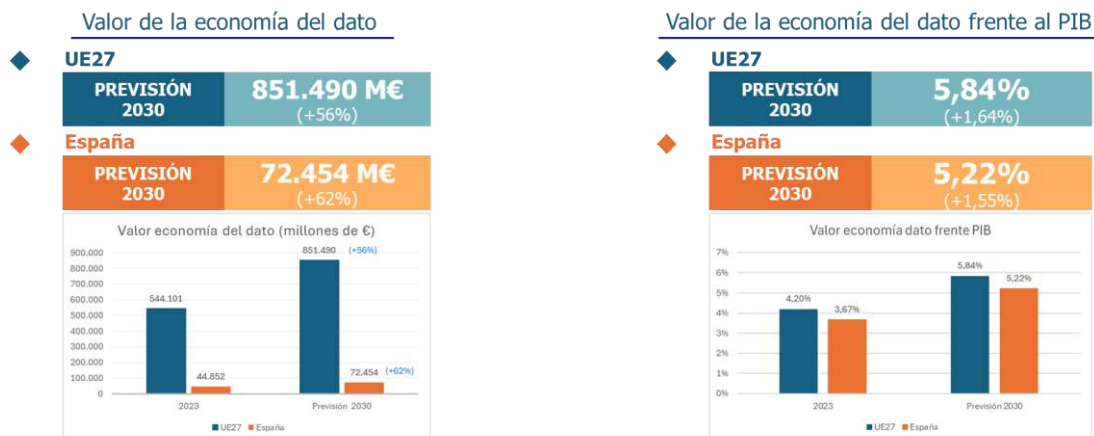 Valor de la economía del dato
UE27
PREVISIÓN
2030
851.490 M€
(+56%)
España
PREVISIÓN
2030
72.454 M€
(+62%)
Valor economía del dato (millones de €)
900.000
800.000
700.000
600.000
500.000
400.000
300.000
200.000
100.000
0
544.101
44.852
851.490 (+56%)
72.454 (+62%)
2023
Previsión 2030
UE27 España
Valor de la economía del dato frente al PIB
UE27
PREVISIÓN
2030
5,84%
(+1,64%)
España
PREVISIÓN
2030
5,22%
(+1,55%)
Valor economía dato frente PIB
7%
6%
5%
4%
3%
2%
1%
0%
4,20%
3,67%
5,84%
5,22%
2023
Previsión 2030
UE27 España